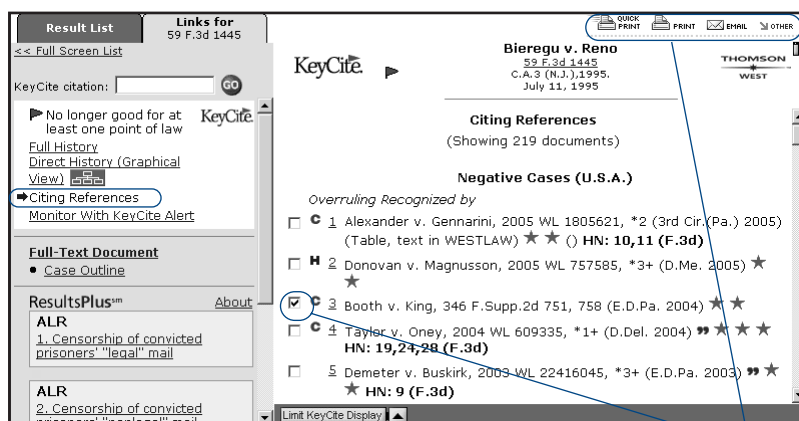 Result List
Links for
59 F.3d 1445
QUICK
PRINT
PRINT
EMAIL
OTHER
<< Full Screen List
KeyCite citation:
GO
No longer good for at
least one point of law
KeyCite.
Full History
Direct History (Graphical
View)
Citing References
Monitor With KeyCite Alert
Full-Text Document
• Case Outline
ResultsPlus℠
About
ALR
1. Censorship of convicted
prisoners' "legal" mail
ALR
2. Censorship of convicted
prisoners' "nonlegal" mail
KeyCite.
Bieregu v. Reno
59 F.3d 1445
C.A.3 (N.J.),1995.
July 11, 1995
THOMSON
WEST
Citing References
(Showing 219 documents)
Negative Cases (U.S.A.)
Overruling Recognized by
C 1 Alexander v. Gennarini, 2005 WL 1805621, *2 (3rd Cir.(Pa.) 2005)
(Table, text in WESTLAW) ★ ★ () HN: 10,11 (F.3d)
H 2 Donovan v. Magnusson, 2005 WL 757585, *3+ (D.Me. 2005) ★
★
C 3 Booth v. King, 346 F.Supp.2d 751, 758 (E.D.Pa. 2004) ★ ★
C 4 Taylor v. Oney, 2004 WL 609335, *1+ (D.Del. 2004) ” ★ ★ ★
HN: 19,24,28 (F.3d)
5 Demeter v. Buskirk, 2003 WL 22416045, *3+ (E.D.Pa. 2003) ” ★
★ HN: 9 (F.3d)
Limit KeyCite Display